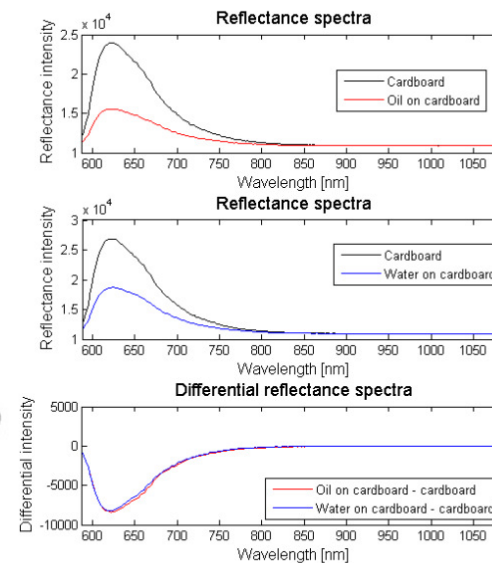 Reflectance spectra
x 10⁴
2.5
2
1.5
1
Reflectance intensity
Cardboard
Oil on cardboard
600 650 700 750 800 850 900 950 1000 1050
Wavelength [nm]
Reflectance spectra
x 10⁴
3
2.5
2
1.5
1
Reflectance intensity
Cardboard
Water on cardboard
600 650 700 750 800 850 900 950 1000 1050
Wavelength [nm]
Differential reflectance spectra
5000
0
-5000
-10000
Differential intensity
Oil on cardboard - cardboard
Water on cardboard - cardboard
600 650 700 750 800 850 900 950 1000 1050
Wavelength [nm]